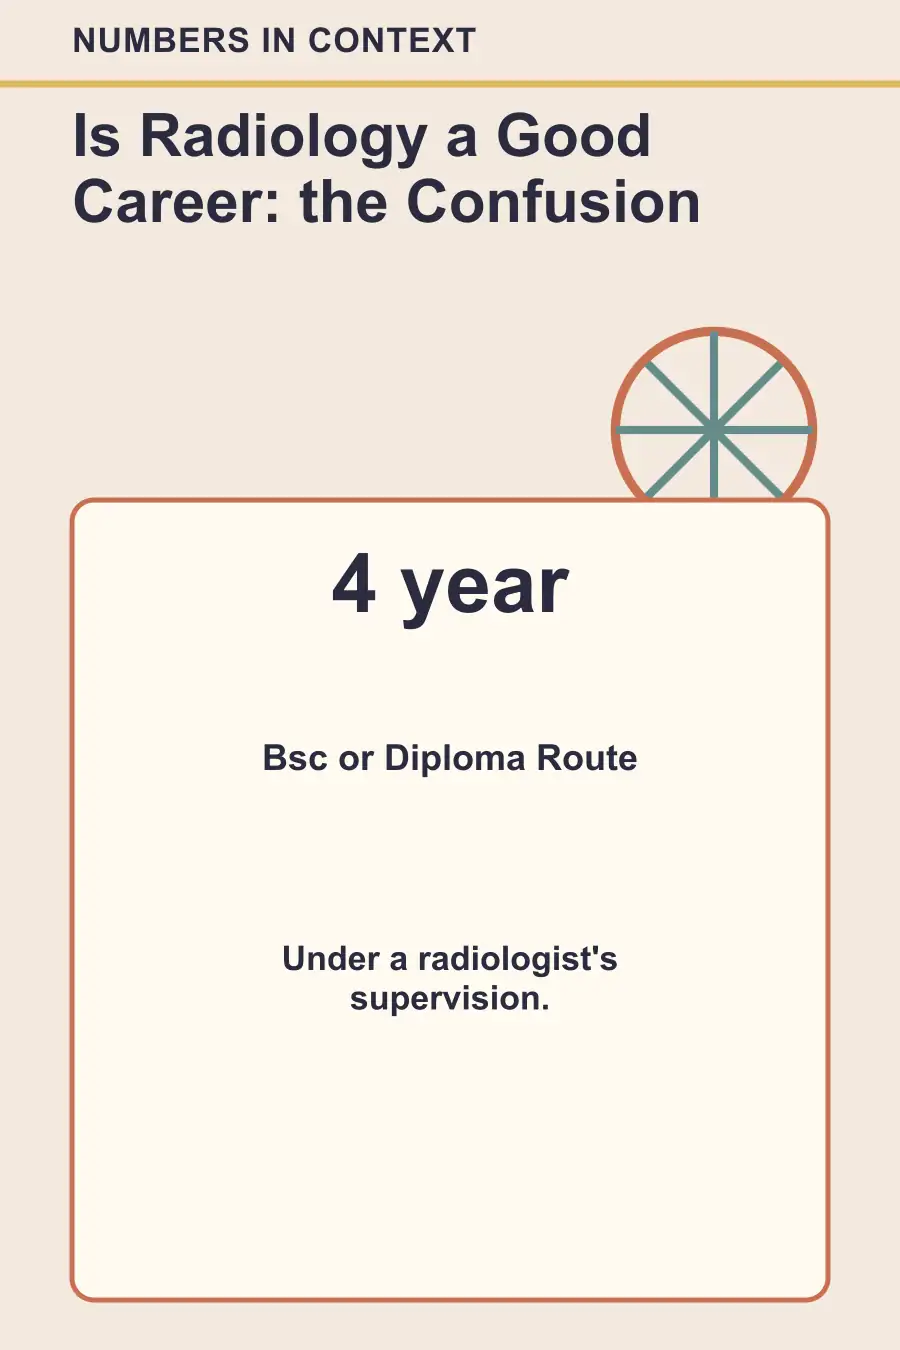 NUMBERS IN CONTEXT
Is Radiology a Good
Career: the Confusion
4 year
Bsc or Diploma Route
Under a radiologist's
supervision.